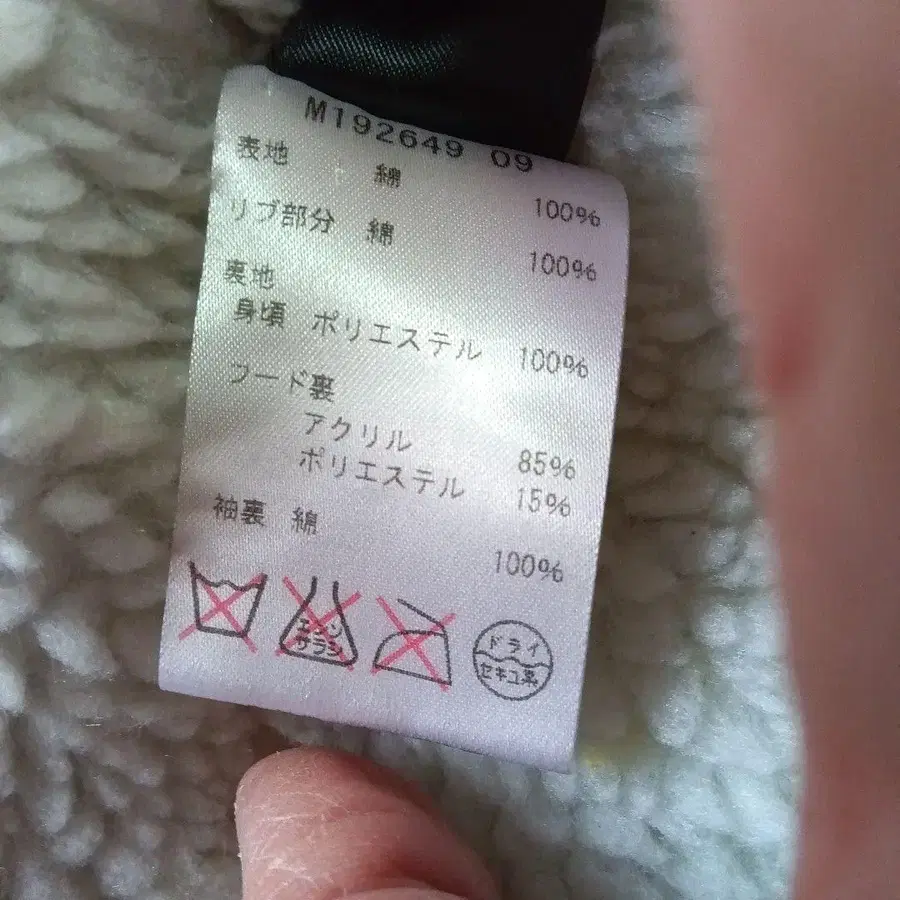 M192649 09
表地 綿 100%
リブ部分 綿 100%
裏地
身頃 ポリエステル 100%
フード裏
アクリル 85%
ポリエステル 15%
袖裏 綿 100%
エンソ
サラシ
ドライ
セキユ系